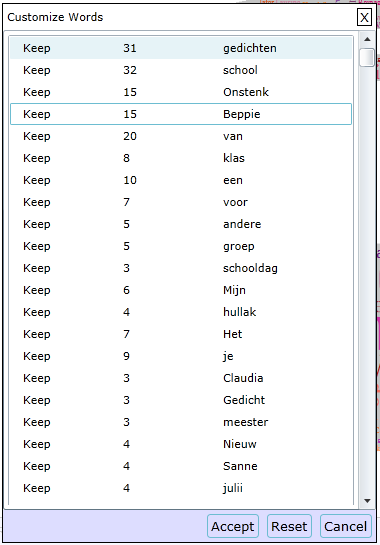 Customize Words X
Keep 31 gedichten
Keep 32 school
Keep 15 Onstenk
Keep 15 Beppie
Keep 20 van
Keep 8 klas
Keep 10 een
Keep 7 voor
Keep 5 andere
Keep 5 groep
Keep 3 schooldag
Keep 6 Mijn
Keep 4 hullak
Keep 7 Het
Keep 9 je
Keep 3 Claudia
Keep 3 Gedicht
Keep 3 meester
Keep 4 Nieuw
Keep 4 Sanne
Keep 4 julii
Accept Reset Cancel